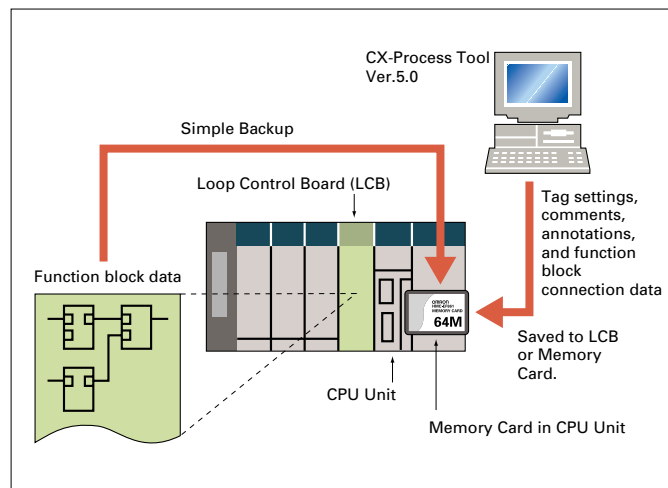 CX-Process Tool
Ver.5.0
Simple Backup
Loop Control Board (LCB)
Tag settings,
comments,
annotations,
and function
block
connection data
Function block data
OMRON
HMC-EF661
MEMORY CARD
64M
Saved to LCB
or Memory
Card.
CPU Unit
Memory Card in CPU Unit